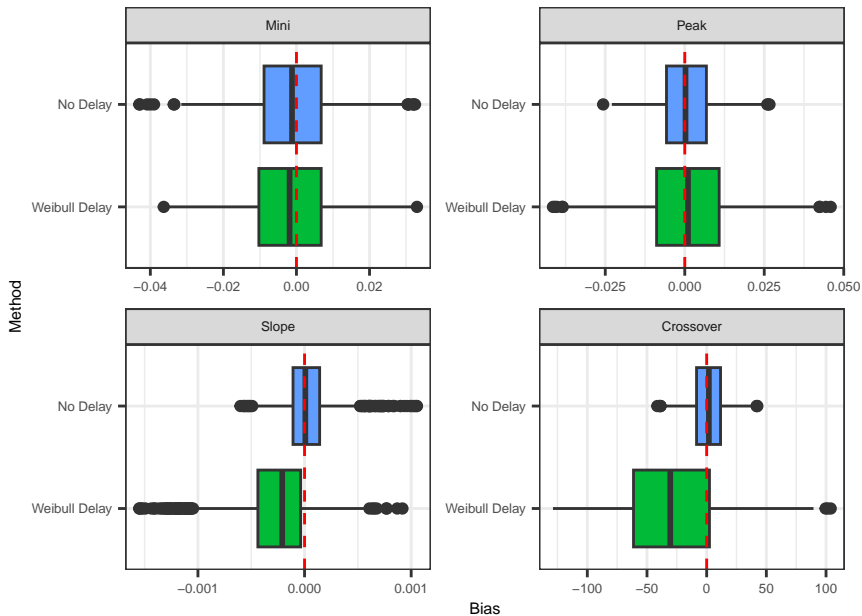 Mini
Peak
No Delay
Weibull Delay
−0.04
−0.02
0.00
0.02
No Delay
Weibull Delay
−0.025
0.000
0.025
0.050
Method
Slope
Crossover
No Delay
Weibull Delay
−0.001
0.000
0.001
No Delay
Weibull Delay
−100
−50
0
50
100
Bias